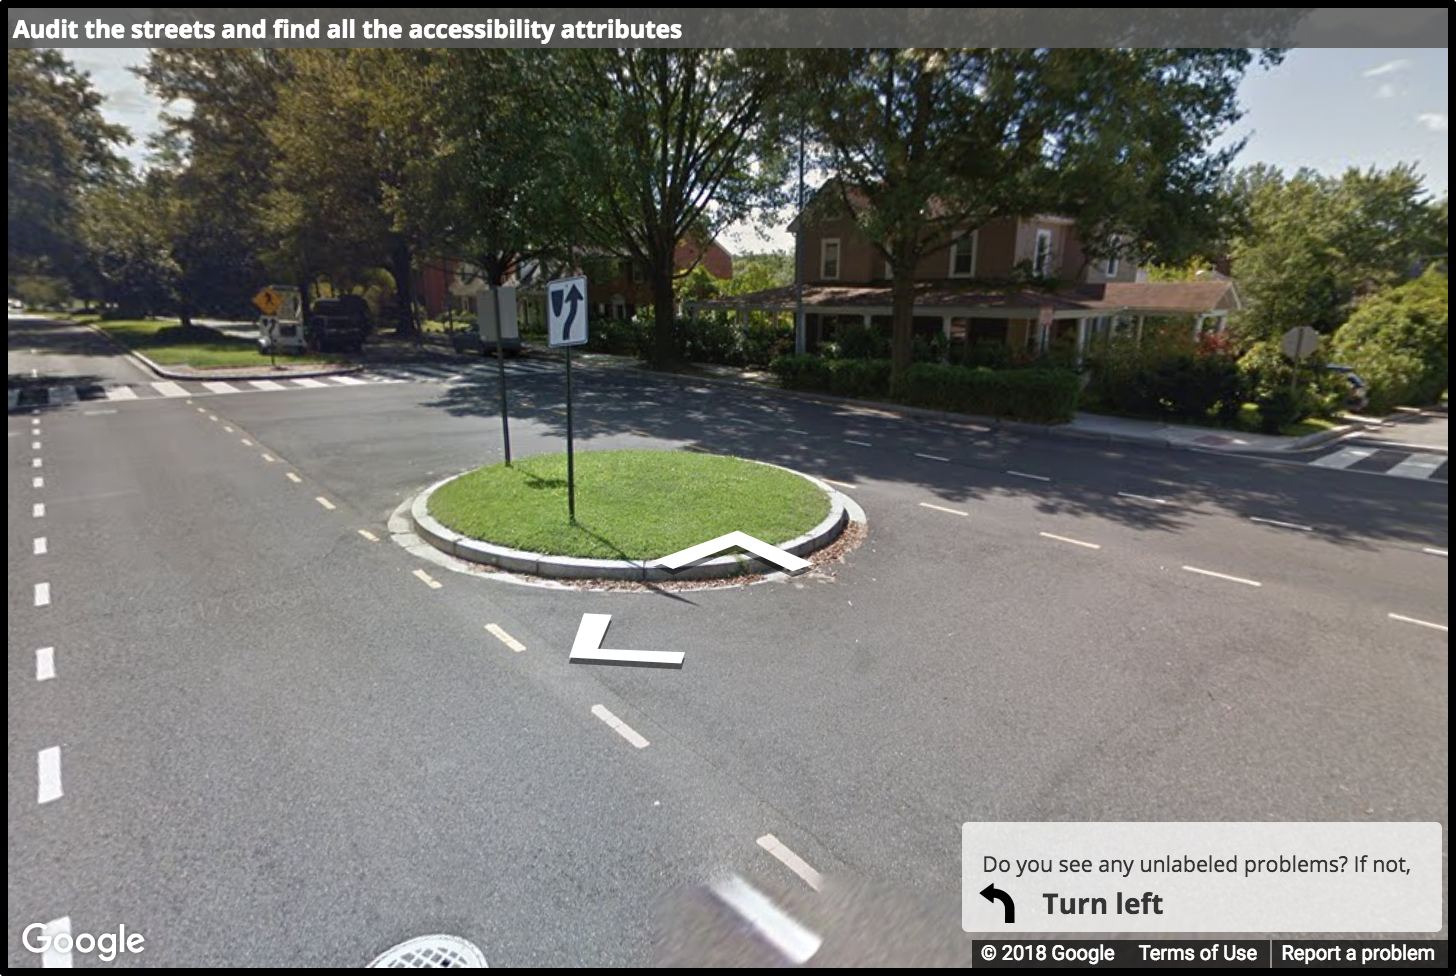 Audit the streets and find all the accessibility attributes
Do you see any unlabeled problems? If not,
Turn left
Google
© 2018 Google Terms of Use Report a problem